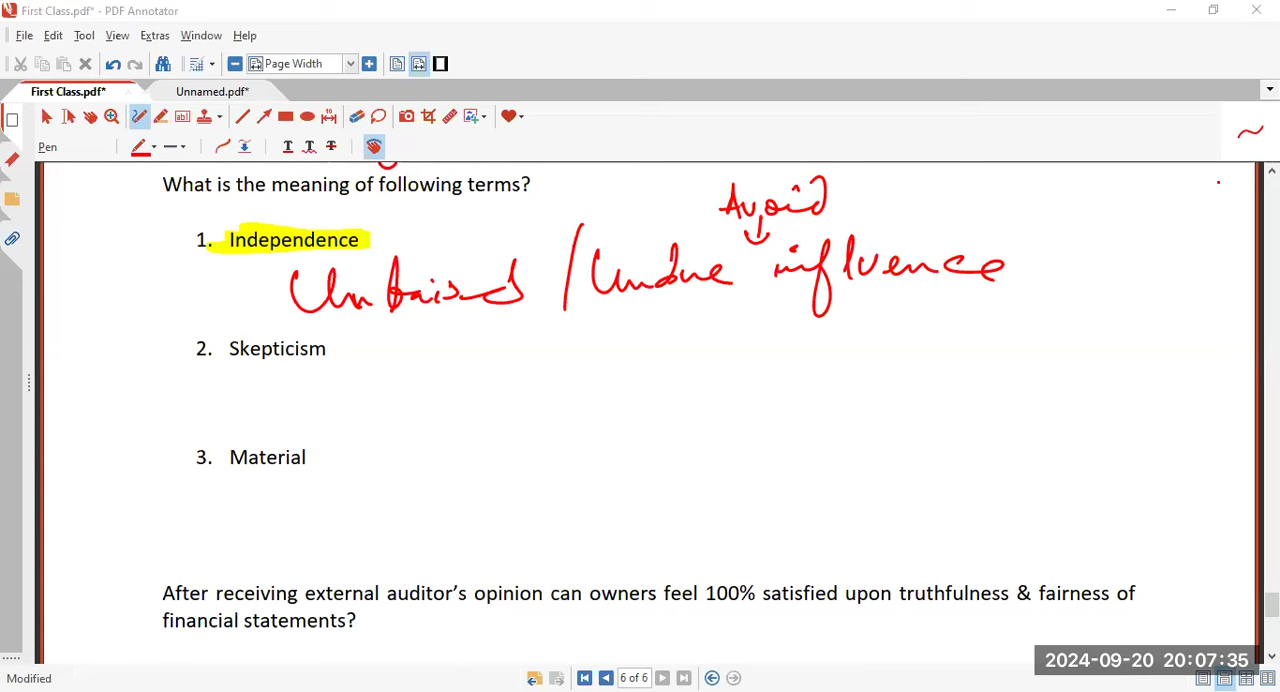 First Class.pdf* - PDF Annotator
File Edit Tool View Extras Window Help
Page Width
First Class.pdf* Unnamed.pdf*
Pen
What is the meaning of following terms?
Avoid
1. Independence
Unbaised / Undue influence
2. Skepticism
3. Material
After receiving external auditor's opinion can owners feel 100% satisfied upon truthfulness & fairness of
financial statements?
2024-09-20 20:07:35
Modified
6 of 6